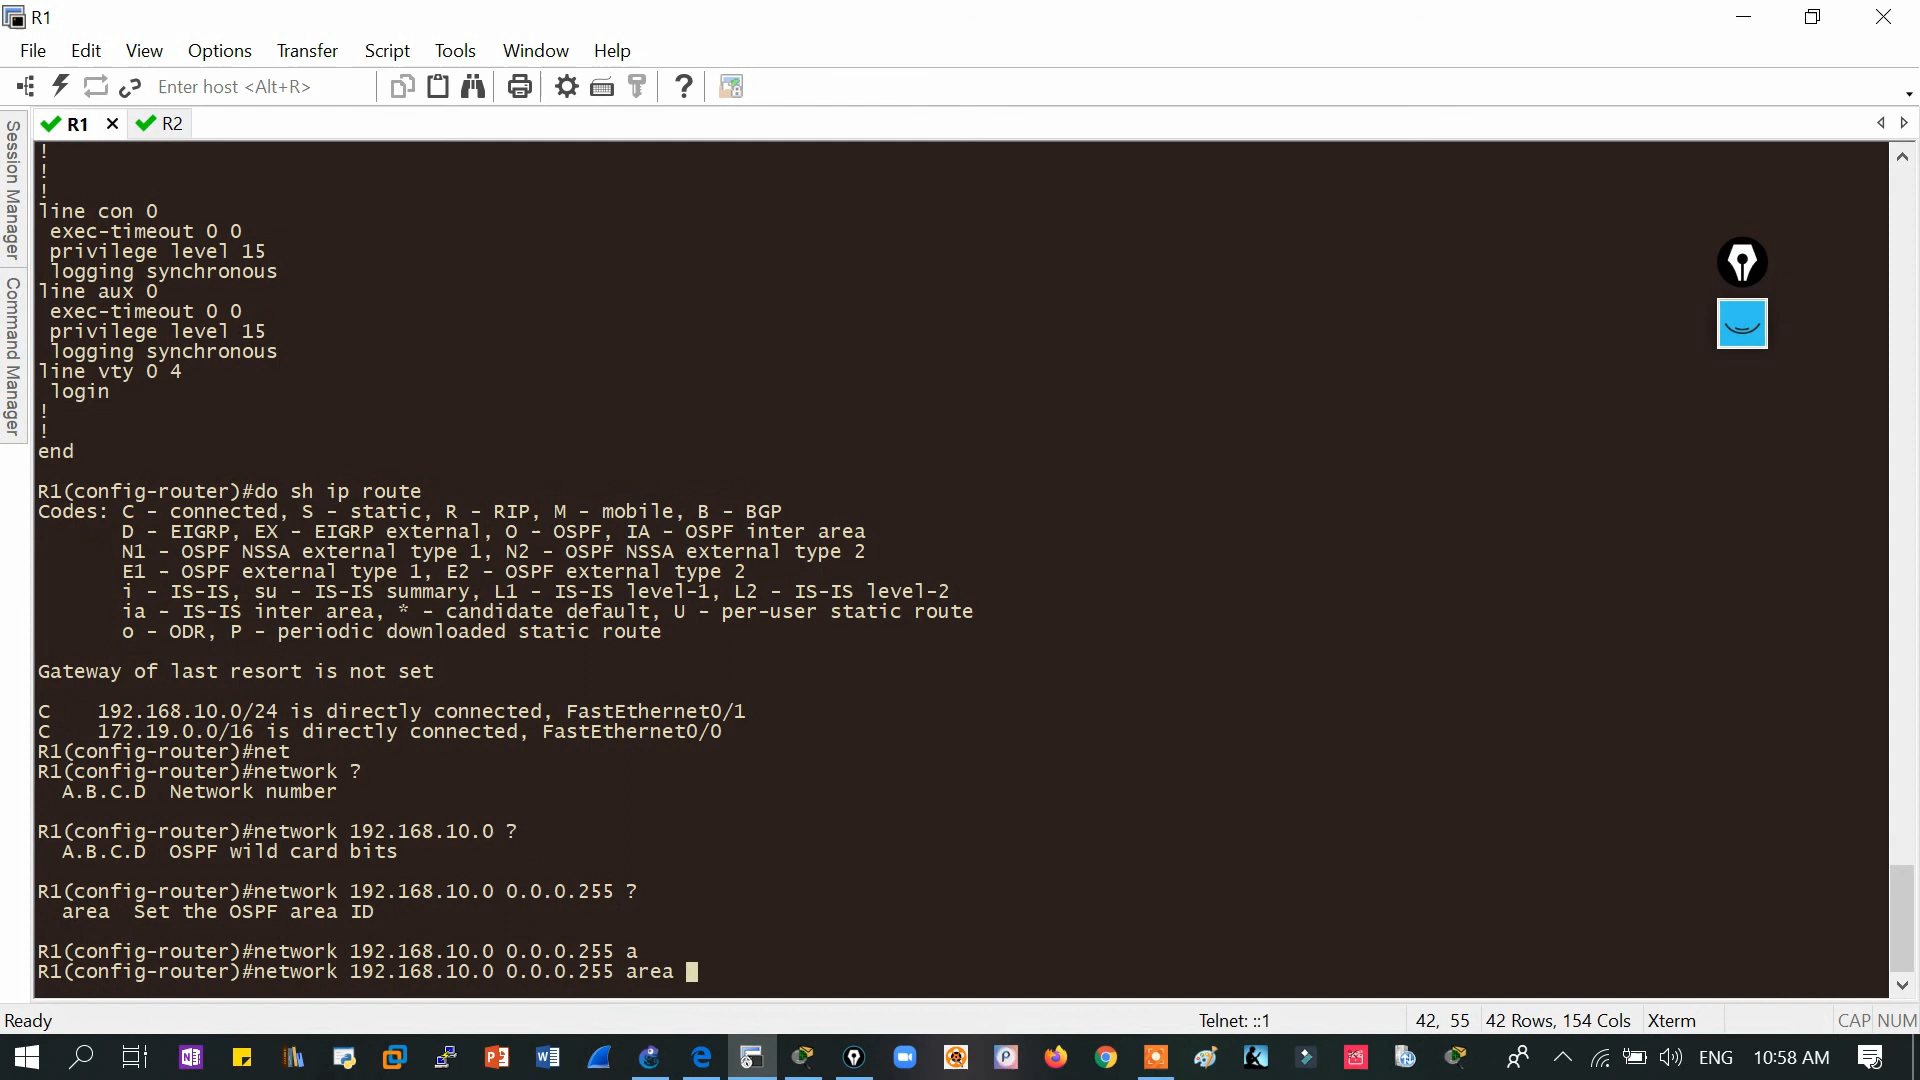 R1
File Edit View Options Transfer Script Tools Window Help
Enter host <Alt+R>
R1 R2
Session Manager
Command Manager
!
!
!
line con 0
exec-timeout 0 0
privilege level 15
logging synchronous
line aux 0
exec-timeout 0 0
privilege level 15
logging synchronous
line vty 0 4
login
!
!
end
R1(config-router)#do sh ip route
Codes: C - connected, S - static, R - RIP, M - mobile, B - BGP
D - EIGRP, EX - EIGRP external, O - OSPF, IA - OSPF inter area
N1 - OSPF NSSA external type 1, N2 - OSPF NSSA external type 2
E1 - OSPF external type 1, E2 - OSPF external type 2
i - IS-IS, su - IS-IS summary, L1 - IS-IS level-1, L2 - IS-IS level-2
ia - IS-IS inter area, * - candidate default, U - per-user static route
o - ODR, P - periodic downloaded static route
Gateway of last resort is not set
C 192.168.10.0/24 is directly connected, FastEthernet0/1
C 172.19.0.0/16 is directly connected, FastEthernet0/0
R1(config-router)#net
R1(config-router)#network ?
A.B.C.D Network number
R1(config-router)#network 192.168.10.0 ?
A.B.C.D OSPF wild card bits
R1(config-router)#network 192.168.10.0 0.0.0.255 ?
area Set the OSPF area ID
R1(config-router)#network 192.168.10.0 0.0.0.255 a
R1(config-router)#network 192.168.10.0 0.0.0.255 area
Ready Telnet: ::1 42, 55 42 Rows, 154 Cols Xterm CAP NUM
ENG 10:58 AM